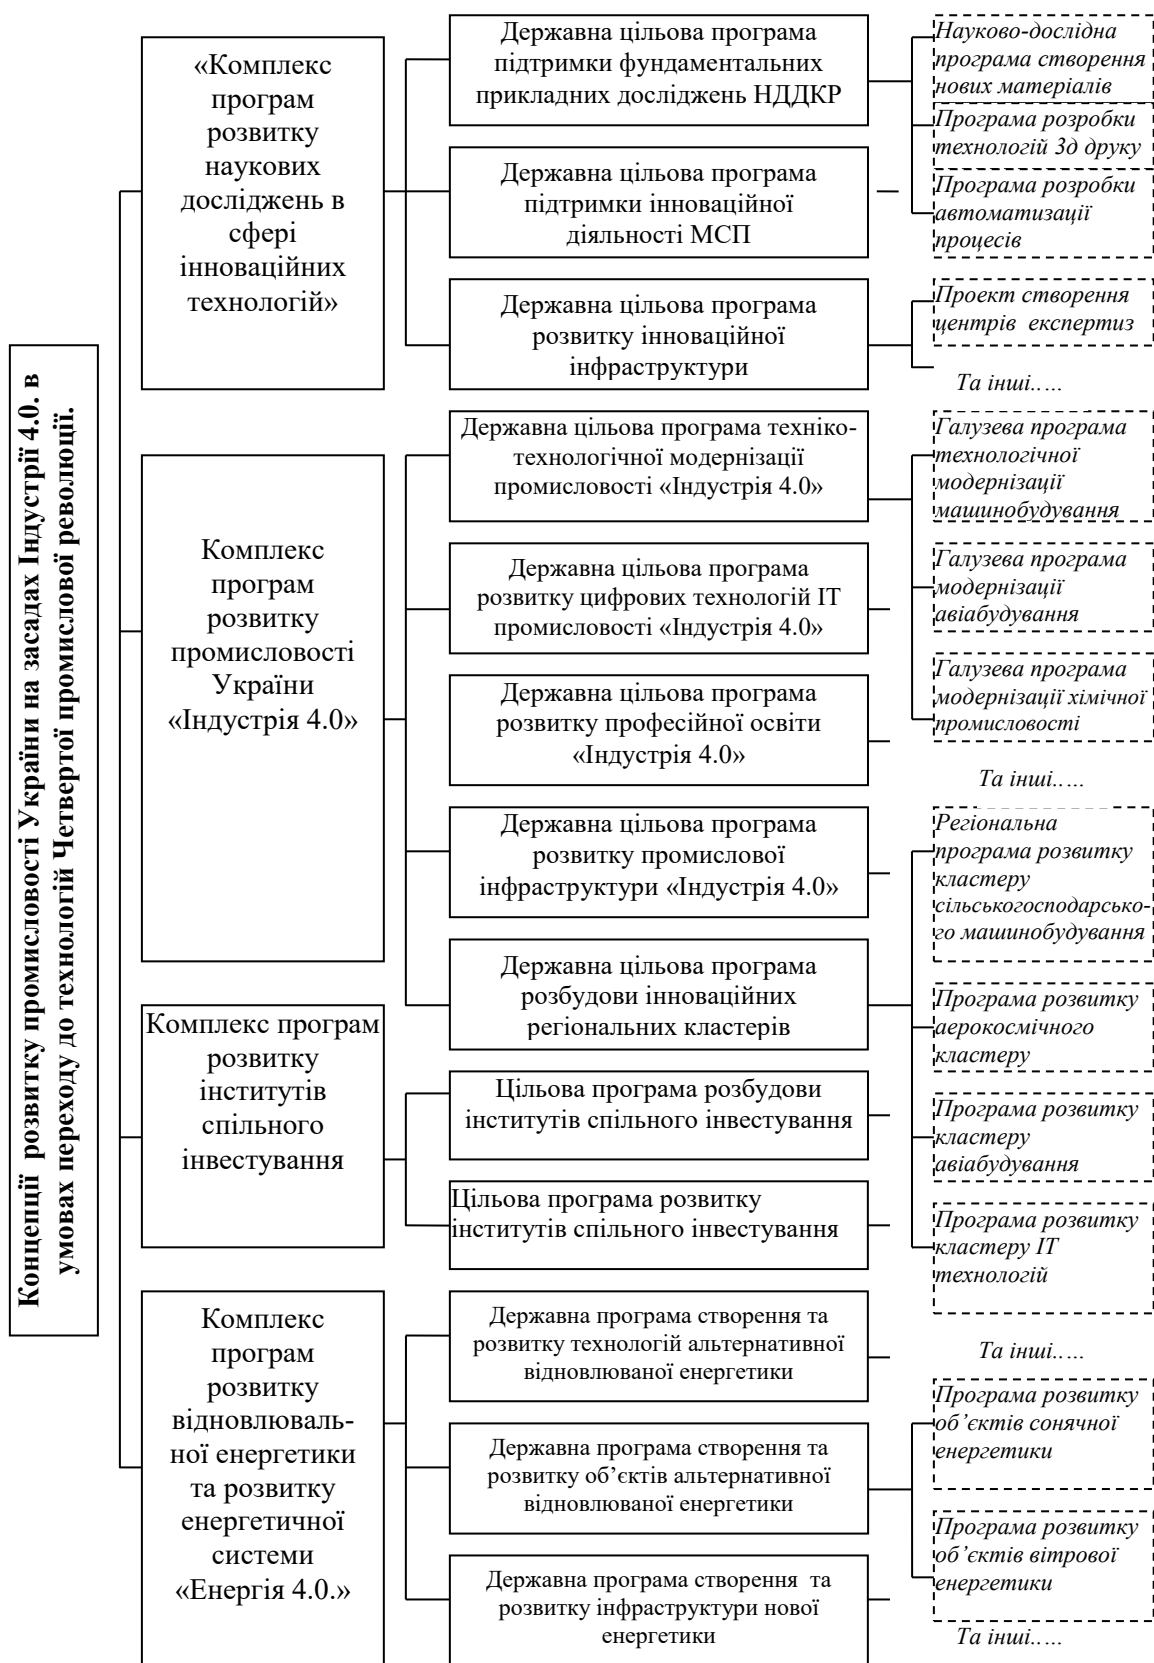 Концепції розвитку промисловості України на засадах Індустрії 4.0. в
умовах переходу до технологій Четвертої промислової революції.
«Комплекс
програм
розвитку
наукових
досліджень в
сфері
інноваційних
технологій»
Державна цільова програма
підтримки фундаментальних
прикладних досліджень НДДКР
Державна цільова програма
підтримки інноваційної
діяльності МСП
Державна цільова програма
розвитку інноваційної
інфраструктури
Науково-дослідна
програма створення
нових матеріалів
Програма розробки
технологій 3д друку
Програма розробки
автоматизації
процесів
Проект створення
центрів експертиз
Та інші.….
Комплекс
програм
розвитку
промисловості
України
«Індустрія 4.0»
Державна цільова програма техніко-
технологічної модернізації
промисловості «Індустрія 4.0»
Державна цільова програма
розвитку цифрових технологій ІТ
промисловості «Індустрія 4.0»
Державна цільова програма
розвитку професійної освіти
«Індустрія 4.0»
Державна цільова програма
розвитку промислової
інфраструктури «Індустрія 4.0»
Державна цільова програма
розбудови інноваційних
регіональних кластерів
Галузева програма
технологічної
модернізації
машинобудування
Галузева програма
модернізації
авіабудування
Галузева програма
модернізації хімічної
промисловості
Та інші.….
Регіональна
програма розвитку
кластеру
сільськогосподарсько-
го машинобудування
Програма розвитку
аерокосмічного
кластеру
Програма розвитку
кластеру
авіабудування
Програма розвитку
кластеру ІТ
технологій
Та інші.….
Комплекс програм
розвитку
інститутів
спільного
інвестування
Цільова програма розбудови
інститутів спільного інвестування
Цільова програма розвитку
інститутів спільного інвестування
Комплекс
програм
розвитку
відновлюваль-
ної енергетики
та розвитку
енергетичної
системи
«Енергія 4.0.»
Державна програма створення та
розвитку технологій альтернативної
відновлюваної енергетики
Державна програма створення та
розвитку об’єктів альтернативної
відновлюваної енергетики
Державна програма створення та
розвитку інфраструктури нової
енергетики
Програма розвитку
об’єктів сонячної
енергетики
Програма розвитку
об’єктів вітрової
енергетики
Та інші.….